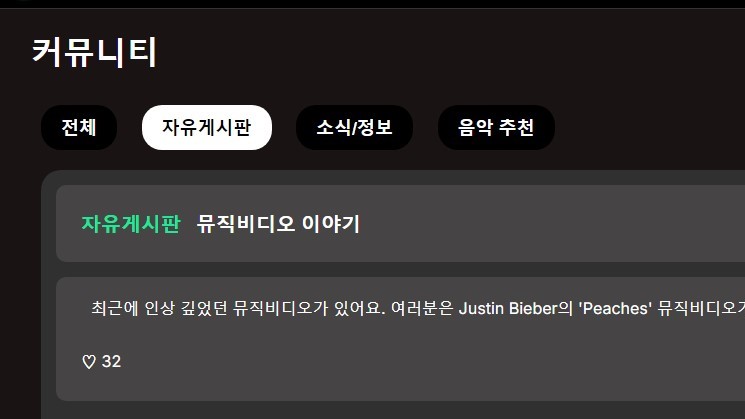 커뮤니티
전체 자유게시판 소식/정보 음악 추천
자유게시판 뮤직비디오 이야기
최근에 인상 깊었던 뮤직비디오가 있어요. 여러분은 Justin Bieber의 'Peaches' 뮤직비디오
♡ 32